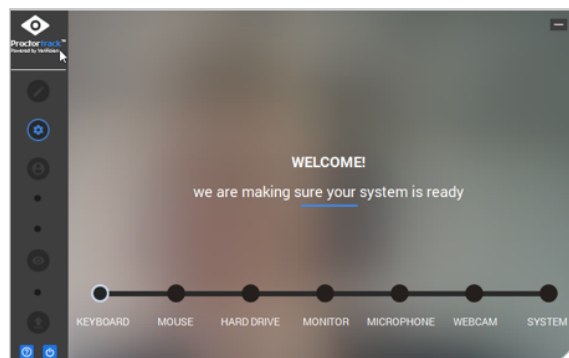 Proctortrack™
Powered by Verificient
WELCOME!
we are making sure your system is ready
KEYBOARD
MOUSE
HARD DRIVE
MONITOR
MICROPHONE
WEBCAM
SYSTEM